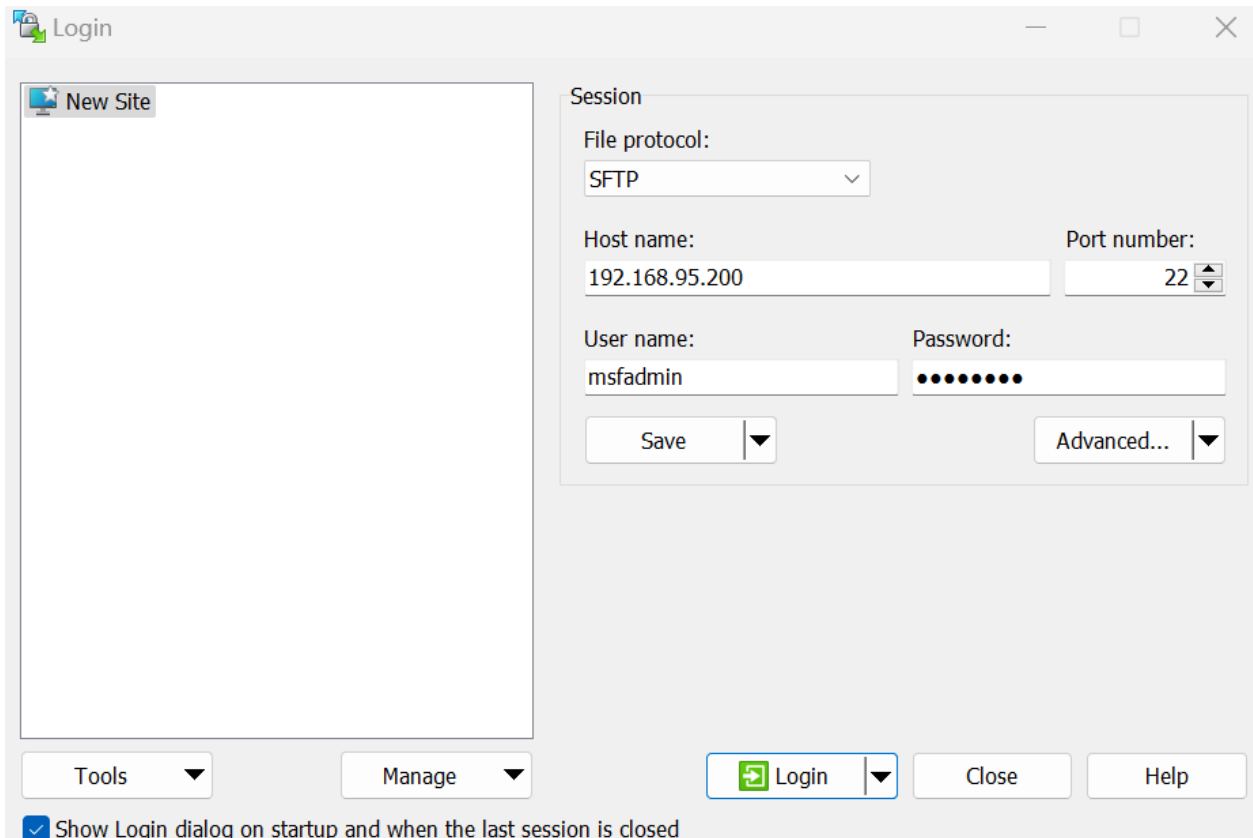 Login
New Site
Session
File protocol:
SFTP
Host name:
Port number:
192.168.95.200
22
User name:
Password:
msfadmin
••••••••
Save
Advanced...
Tools
Manage
Login
Close
Help
Show Login dialog on startup and when the last session is closed